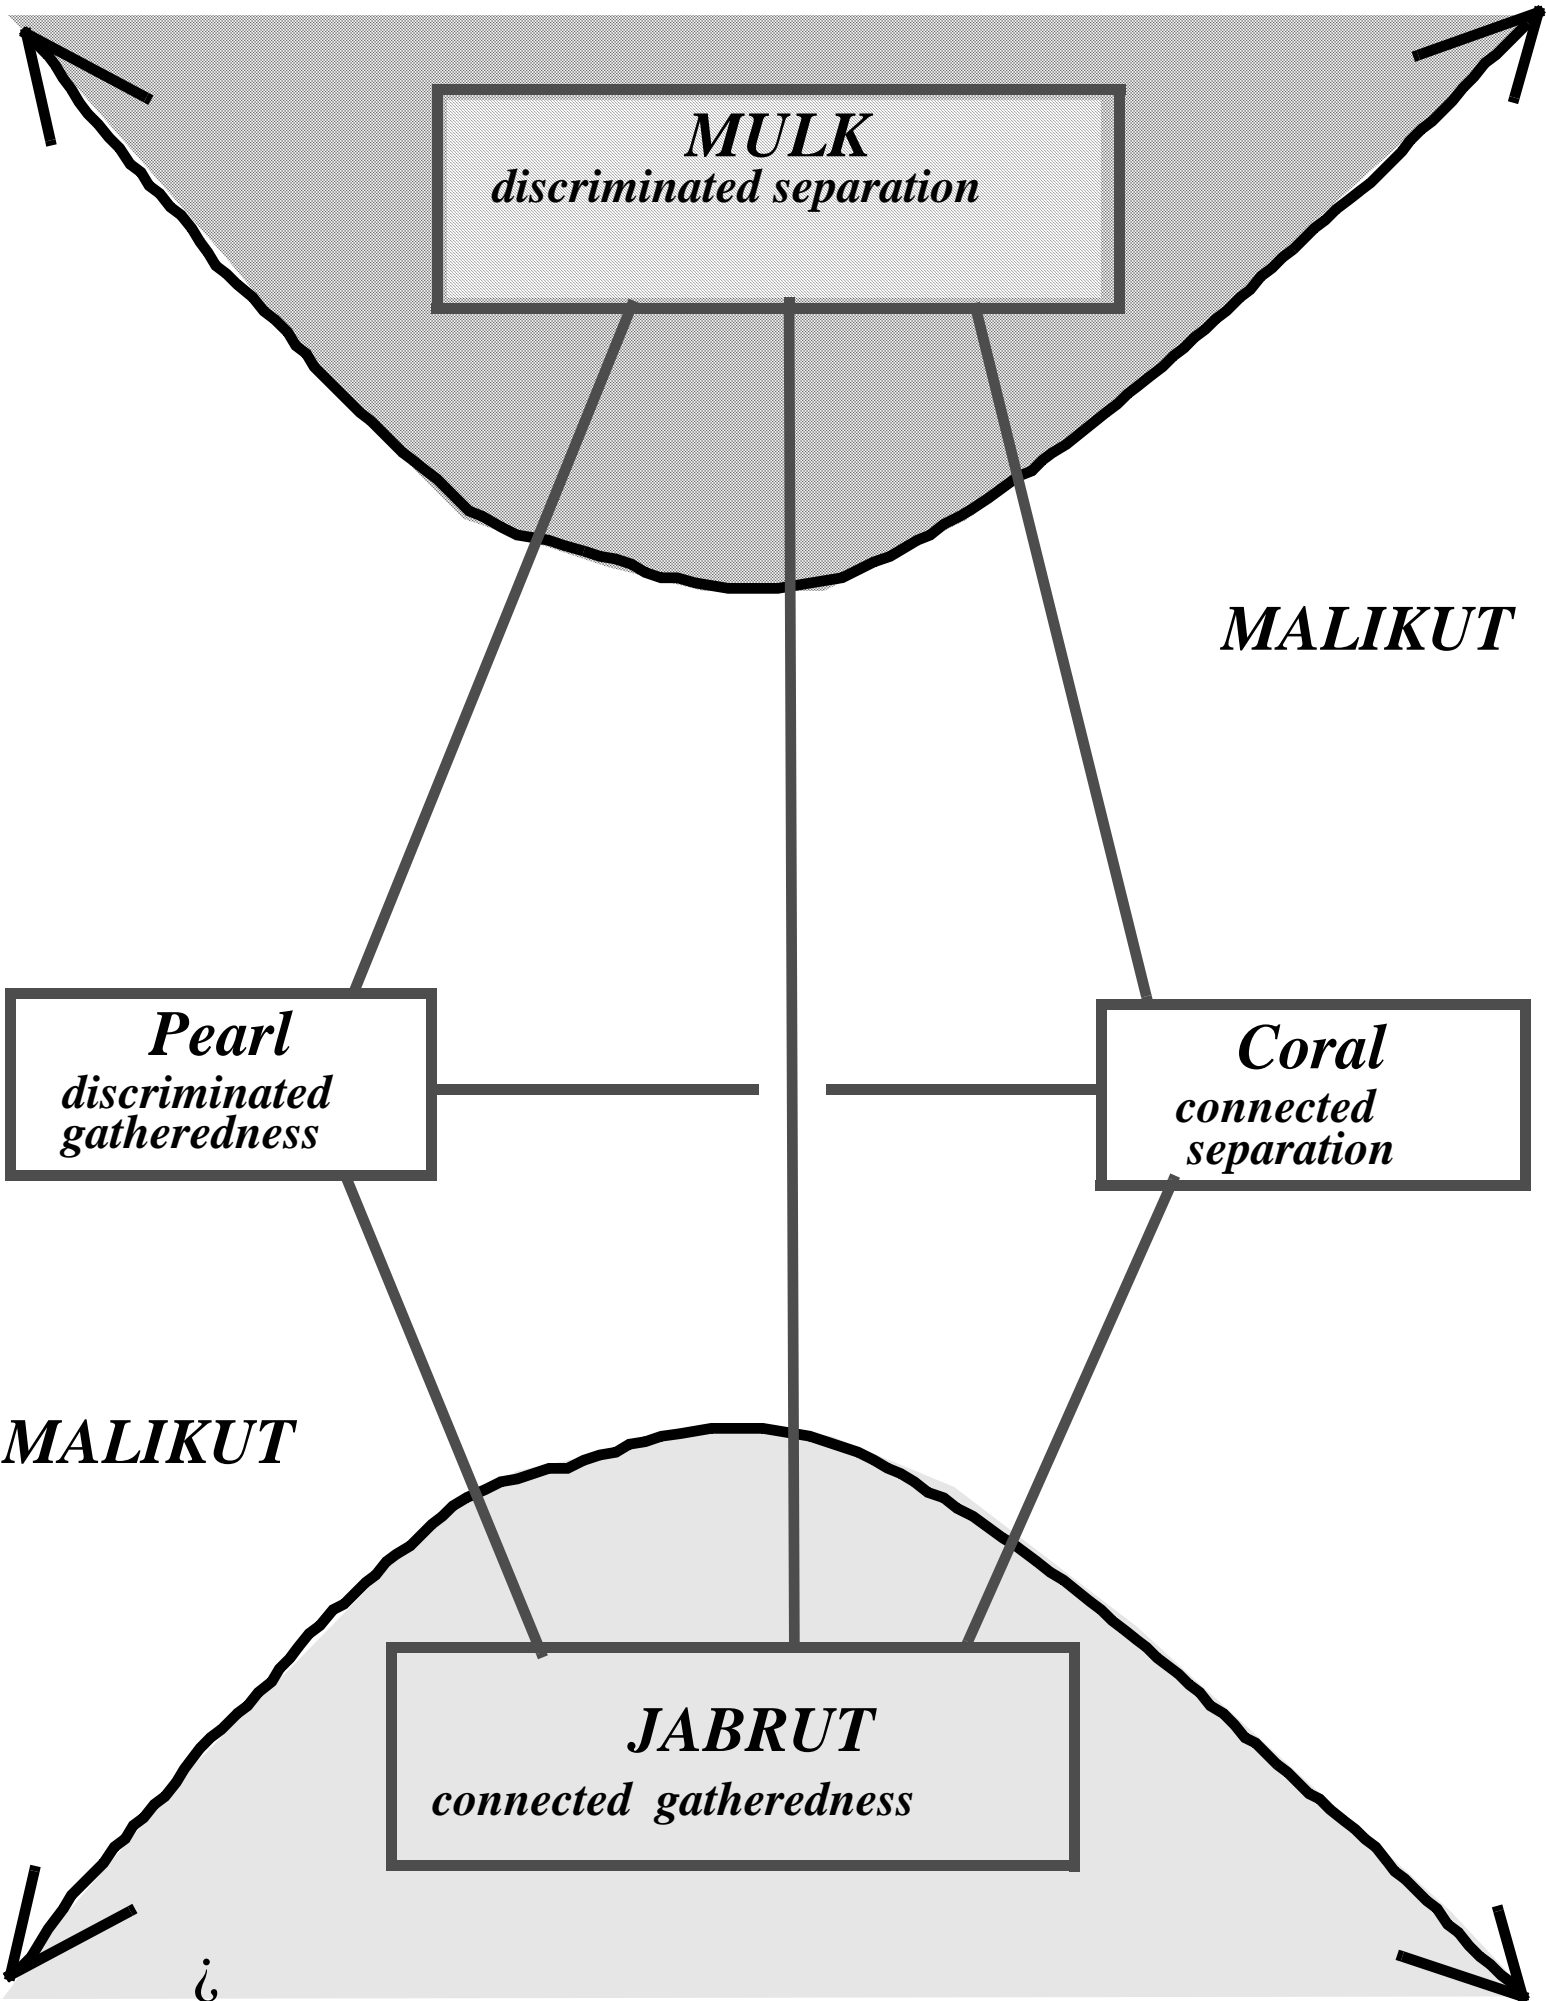 MULK
discriminated separation
MALIKUT
Pearl
discriminated
gatheredness
Coral
connected
separation
MALIKUT
JABRUT
connected gatheredness
¿